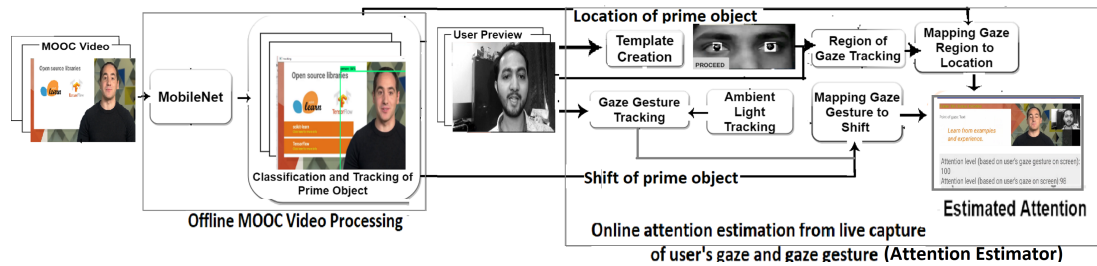 MOOC Video
Open source libraries
learn
MobileNet
Open source libraries
learn
TensorFlow
Classification and Tracking of
Prime Object
Offline MOOC Video Processing
User Preview
Location of prime object
Template
Creation
PROCEED
Region of
Gaze Tracking
Mapping Gaze
Region to
Location
Gaze Gesture
Tracking
Ambient
Light
Tracking
Mapping Gaze
Gesture to
Shift
Shift of prime object
Learn from examples
and experience.
Attention level (based on user's gaze gesture on screen):
100
Attention level (based on user's gaze on screen):98
Estimated Attention
Online attention estimation from live capture
of user's gaze and gaze gesture (Attention Estimator)